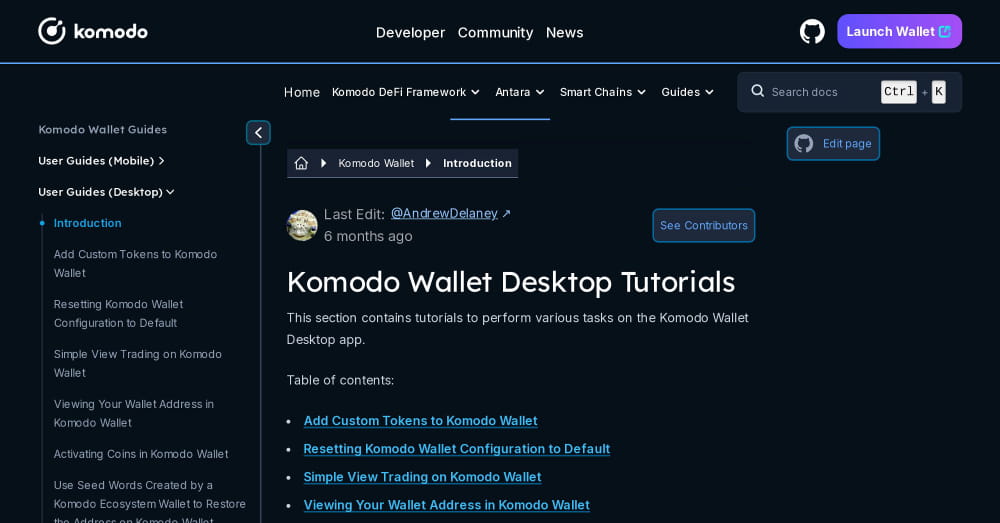 komodo
Developer Community News
Launch Wallet
Home Komodo DeFi Framework Antara Smart Chains Guides
Search docs Ctrl + K
Komodo Wallet Guides
User Guides (Mobile)
User Guides (Desktop)
Introduction
Add Custom Tokens to Komodo
Wallet
Resetting Komodo Wallet
Configuration to Default
Simple View Trading on Komodo
Wallet
Viewing Your Wallet Address in
Komodo Wallet
Activating Coins in Komodo Wallet
Use Seed Words Created by a
Komodo Ecosystem Wallet to Restore
the Address on Komodo Wallet
Edit page
Komodo Wallet Introduction
Last Edit: @AndrewDelaney ↗
6 months ago
See Contributors
Komodo Wallet Desktop Tutorials
This section contains tutorials to perform various tasks on the Komodo Wallet
Desktop app.
Table of contents:
• Add Custom Tokens to Komodo Wallet
• Resetting Komodo Wallet Configuration to Default
• Simple View Trading on Komodo Wallet
• Viewing Your Wallet Address in Komodo Wallet